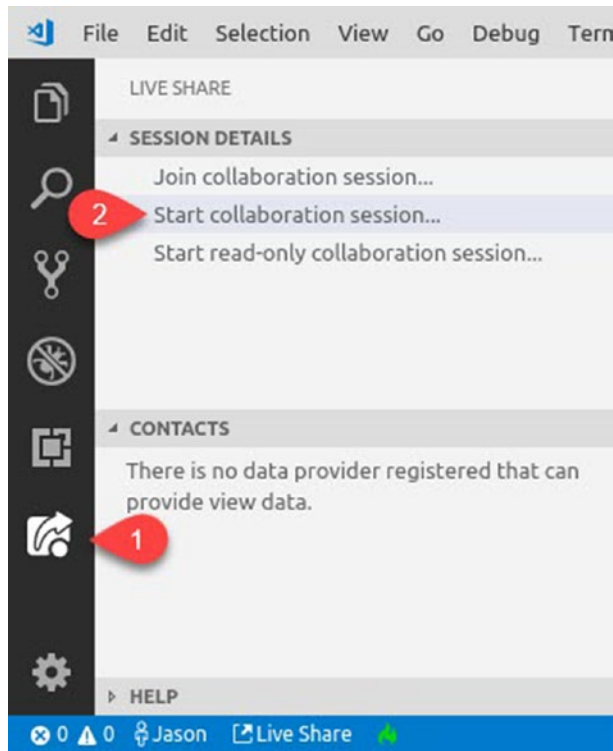 File Edit Selection View Go Debug Tern
LIVE SHARE
SESSION DETAILS
Join collaboration session...
2 Start collaboration session...
Start read-only collaboration session...
CONTACTS
There is no data provider registered that can
provide view data.
1
HELP
0 0 Jason Live Share